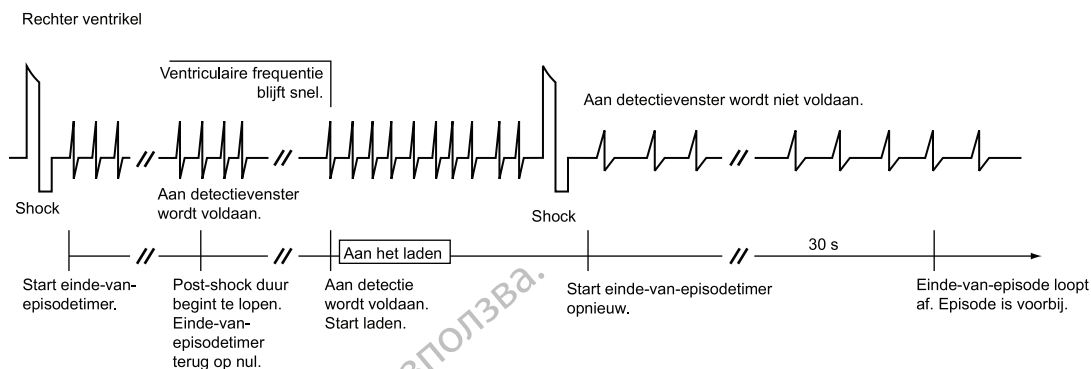 Rechter ventrikel
Ventriculaire frequentie
blijft snel.
Aan detectievenster wordt niet voldaan.
Aan detectievenster
wordt voldaan.
Shock
Shock
Aan het laden
30 s
Start einde-van-
episodetimer.
Post-shock duur
begint te lopen.
Einde-van-
episodetimer
terug op nul.
Aan detectie
wordt voldaan.
Start laden.
Start einde-van-episodetimer
opnieuw.
Einde-van-episode loopt
af. Episode is voorbij.